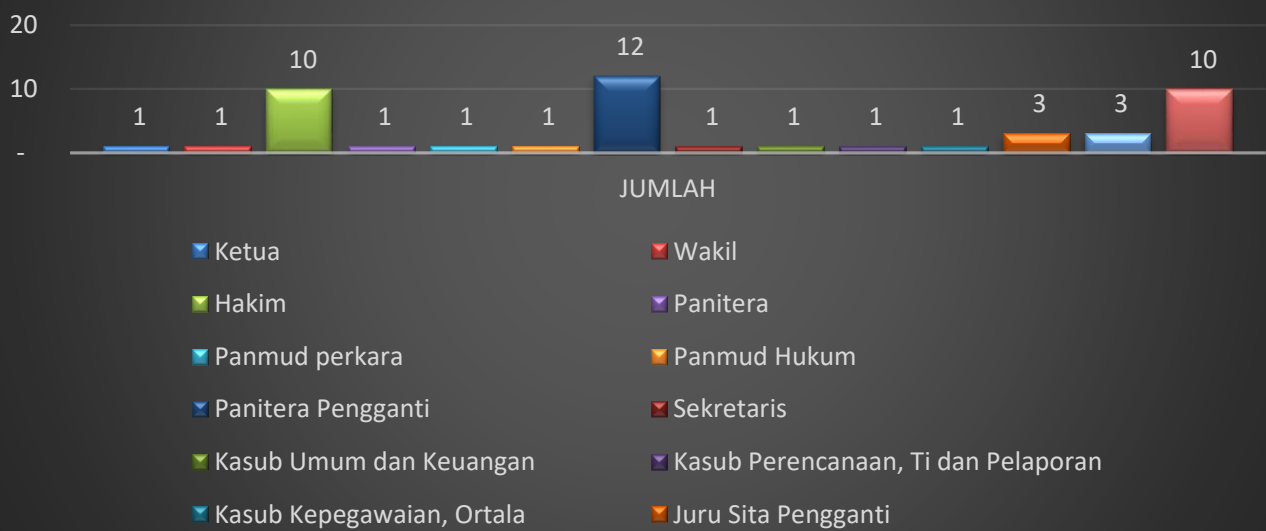 20
12
10 10
10
3 3
1 1 1 1 1 1 1 1 1
-
JUMLAH
Ketua Wakil
Hakim Panitera
Panmud perkara Panmud Hukum
Panitera Pengganti Sekretaris
Kasub Umum dan Keuangan Kasub Perencanaan, Ti dan Pelaporan
Kasub Kepegawaian, Ortala Juru Sita Pengganti